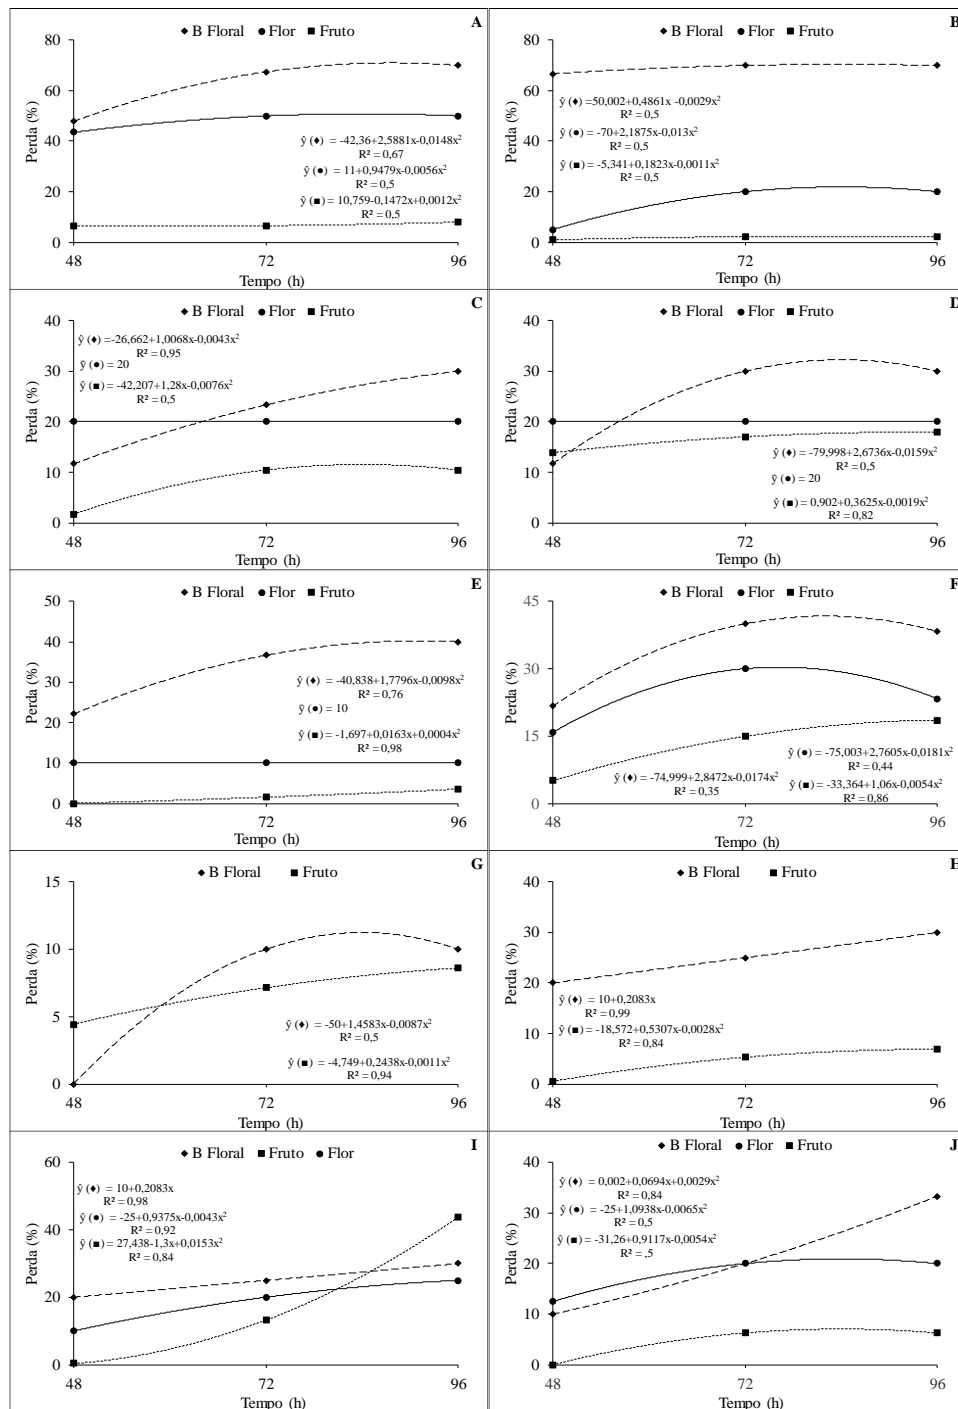 A
♦ B Floral ● Flor ■ Fruto
Perda (%)
80
60
40
20
0
ŷ (♦) = -42,36+2.5881x-0,0148x²
R² = 0,67
ŷ (●) = 11+0,9479x-0,0056x²
R² = 0,5
ŷ (■) = 10,759-0,1472x+0,0012x²
R² = 0,5
48 72 96
Tempo (h)
B
♦ B Floral ● Flor ■ Fruto
Perda (%)
80
60
40
20
0
ŷ (♦) =50,002+0,4861x -0,0029x²
R² = 0,5
ŷ (●) = -70+2,1875x-0,013x²
R² = 0,5
ŷ (■) = -5,341+0,1823x-0,0011x²
R² = 0,5
48 72 96
Tempo (h)
C
♦ B Floral ● Flor ■ Fruto
Perda (%)
40
30
20
10
0
ŷ (♦) =-26,662+1,0068x-0,0043x²
R² = 0,95
ȳ (●) = 20
ŷ (■) = -42,207+1,28x-0,0076x²
R² = 0,5
48 72 96
Tempo (h)
D
♦ B Floral ● Flor ■ Fruto
Perda (%)
40
30
20
10
0
ŷ (♦) = -79,998+2,6736x-0,0159x²
R² = 0,5
ȳ (●) = 20
ŷ (■) = 0,902+0,3625x-0,0019x²
R² = 0,82
48 72 96
Tempo (h)
E
♦ B Floral ● Flor ■ Fruto
Perda (%)
50
40
30
20
10
0
ŷ (♦) = -40,838+1,7796x-0,0098x²
R² = 0,76
ȳ (●) = 10
ŷ (■) = -1,697+0,0163x+0,0004x²
R² = 0,98
48 72 96
Tempo (h)
F
♦ B Floral ● Flor ■ Fruto
Perda (%)
45
30
15
0
ŷ (●) = -75,003+2,7605x-0,0181x²
R² = 0,44
ŷ (♦) = -74,999+2,8472x-0,0174x²
R² = 0,35
ŷ (■) = -33,364+1,06x-0,0054x²
R² = 0,86
48 72 96
Tempo (h)
G
♦ B Floral ■ Fruto
Perda (%)
15
10
5
0
ŷ (♦) = -50+1,4583x-0,0087x²
R² = 0,5
ŷ (■) = -4,749+0,2438x-0,0011x²
R² = 0,94
48 72 96
Tempo (h)
H
♦ B Floral ■ Fruto
Perda (%)
40
30
20
10
0
ŷ (♦) = 10+0,2083x
R² = 0,99
ŷ (■) = -18,572+0,5307x-0,0028x²
R² = 0,84
48 72 96
Tempo (h)
I
♦ B Floral ■ Fruto ● Flor
Perda (%)
60
40
20
0
ŷ (♦) = 10+0,2083x
R² = 0,98
ŷ (●) = -25+0,9375x-0,0043x²
R² = 0,92
ŷ (■) = 27,438-1,3x+0,0153x²
R² = 0,84
48 72 96
Tempo (h)
J
♦ B Floral ● Flor ■ Fruto
Perda (%)
40
30
20
10
0
ŷ (♦) = 0,002+0,0694x+0,0029x²
R² = 0,84
ŷ (●) = -25+1,0938x-0,0065x²
R² = 0,5
ŷ (■) = -31,26+0,9117x-0,0054x²
R² = ,5
48 72 96
Tempo (h)